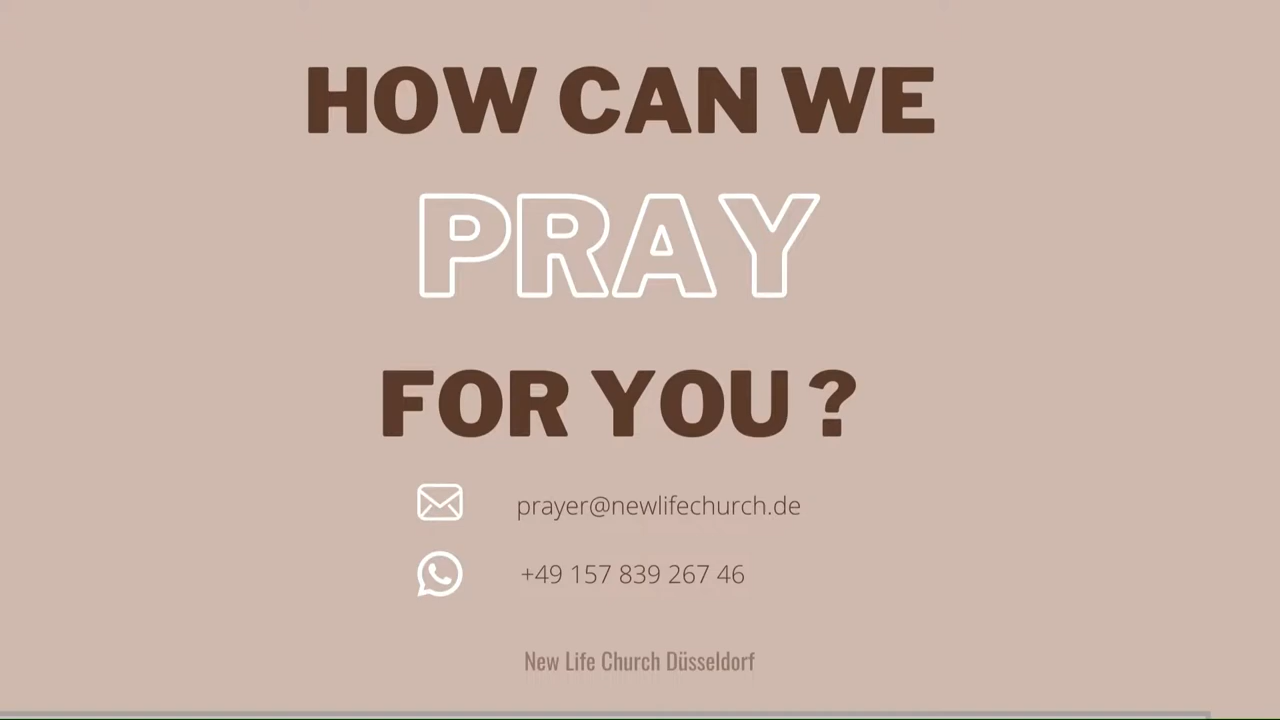 HOW CAN WE
PRAY
FOR YOU ?
prayer@newlifechurch.de
+49 157 839 267 46
New Life Church Düsseldorf